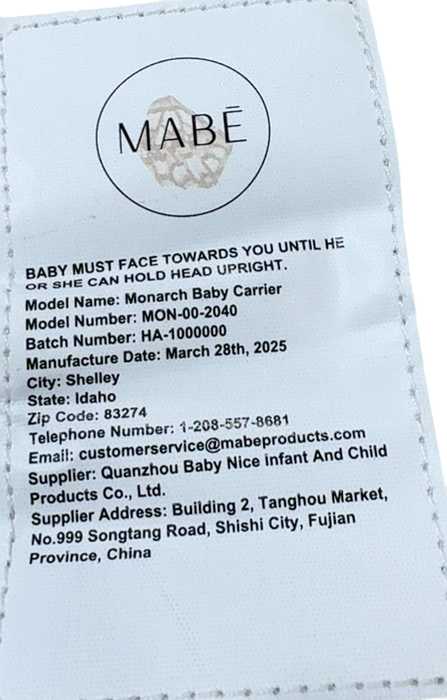 MABĒ
BABY MUST FACE TOWARDS YOU UNTIL HE
OR SHE CAN HOLD HEAD UPRIGHT.
Model Name: Monarch Baby Carrier
Model Number: MON-00-2040
Batch Number: HA-1000000
Manufacture Date: March 28th, 2025
City: Shelley
State: Idaho
Zip Code: 83274
Telephone Number: 1-208-557-8681
Email: customerservice@mabeproducts.com
Supplier: Quanzhou Baby Nice Infant And Child
Products Co., Ltd.
Supplier Address: Building 2, Tanghou Market,
No.999 Songtang Road, Shishi City, Fujian
Province, China